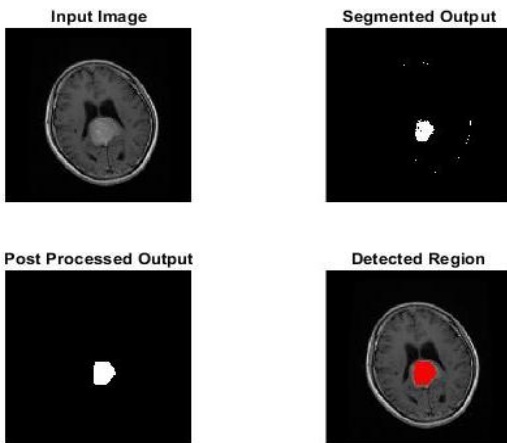 Input Image
Segmented Output
Post Processed Output
Detected Region